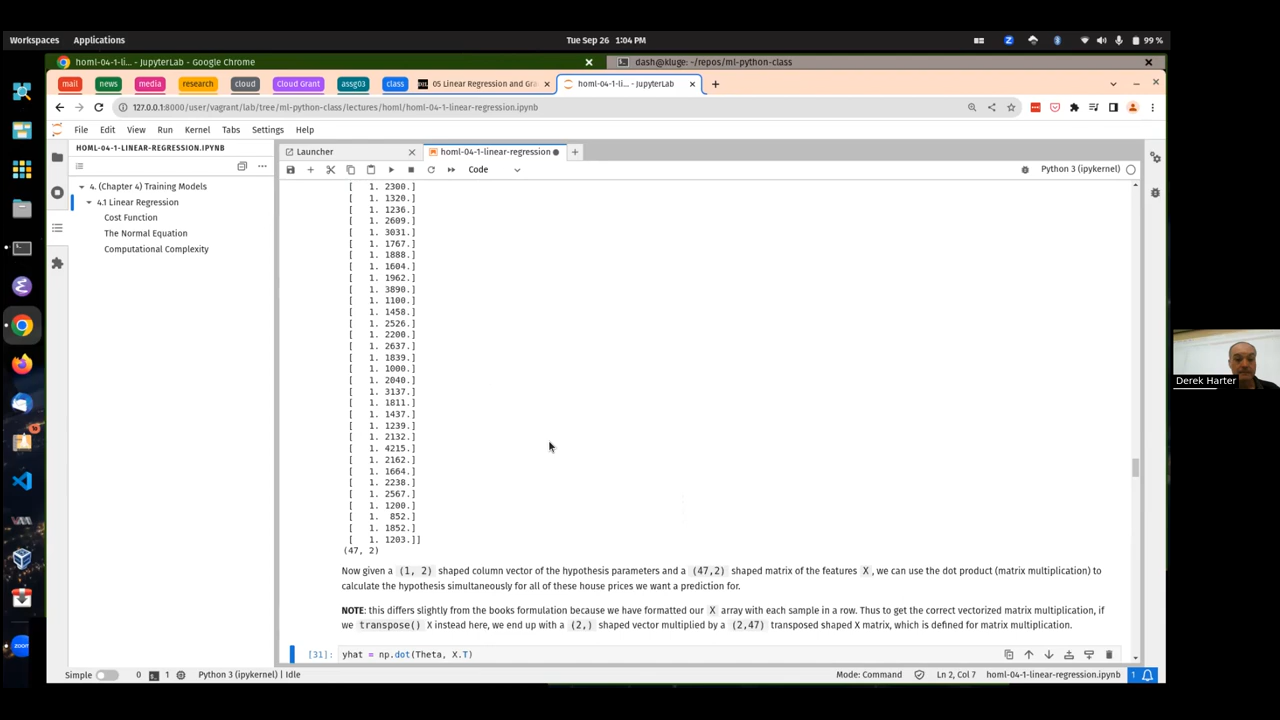 Workspaces Applications Tue Sep 26 1:04 PM 99 %
homl-04-1-li... - JupyterLab - Google Chrome dash@kluge: ~/repos/ml-python-class
mail news media research cloud Cloud Grant assg03 class 05 Linear Regression and Gra homl-04-1-li... - JupyterLab
127.0.0.1:8000/user/vagrant/lab/tree/ml-python-class/lectures/homl/homl-04-1-linear-regression.ipynb
File Edit View Run Kernel Tabs Settings Help
HOML-04-1-LINEAR-REGRESSION.IPYNB
Launcher homl-04-1-linear-regression
Code Python 3 (ipykernel)
4. (Chapter 4) Training Models
4.1 Linear Regression
Cost Function
The Normal Equation
Computational Complexity
[ 1. 2300.]
[ 1. 1320.]
[ 1. 1236.]
[ 1. 2609.]
[ 1. 3031.]
[ 1. 1767.]
[ 1. 1888.]
[ 1. 1604.]
[ 1. 1962.]
[ 1. 3890.]
[ 1. 1100.]
[ 1. 1458.]
[ 1. 2526.]
[ 1. 2200.]
[ 1. 2637.]
[ 1. 1839.]
[ 1. 1000.]
[ 1. 2040.]
[ 1. 3137.]
[ 1. 1811.]
[ 1. 1437.]
[ 1. 1239.]
[ 1. 2132.]
[ 1. 4215.]
[ 1. 2162.]
[ 1. 1664.]
[ 1. 2238.]
[ 1. 2567.]
[ 1. 1200.]
[ 1. 852.]
[ 1. 1852.]
[ 1. 1203.]]
(47, 2)
Now given a (1, 2) shaped column vector of the hypothesis parameters and a (47,2) shaped matrix of the features X, we can use the dot product (matrix multiplication) to
calculate the hypothesis simultaneously for all of these house prices we want a prediction for.
NOTE: this differs slightly from the books formulation because we have formatted our X array with each sample in a row. Thus to get the correct vectorized matrix multiplication, if
we transpose() X instead here, we end up with a (2,) shaped vector multiplied by a (2,47) transposed shaped X matrix, which is defined for matrix multiplication.
[31]: yhat = np.dot(Theta, X.T)
Simple 0 1 Python 3 (ipykernel) | Idle Mode: Command Ln 2, Col 7 homl-04-1-linear-regression.ipynb 1
Derek Harter